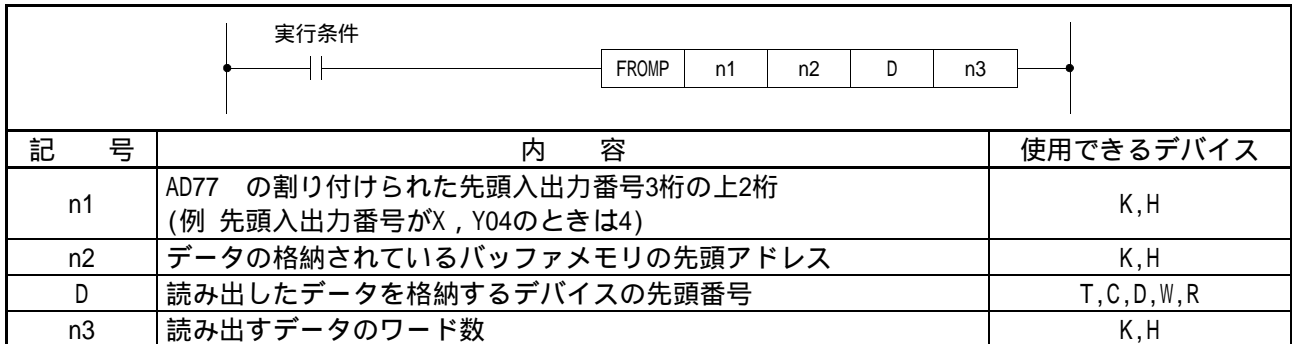 実行条件
FROMP n1 n2 D n3
記 号 内 容 使用できるデバイス
n1 AD77 の割り付けられた先頭入出力番号3桁の上2桁 K,H
(例 先頭入出力番号がX,Y04のときは4)
n2 データの格納されているバッファメモリの先頭アドレス K,H
D 読み出したデータを格納するデバイスの先頭番号 T,C,D,W,R
n3 読み出すデータのワード数 K,H